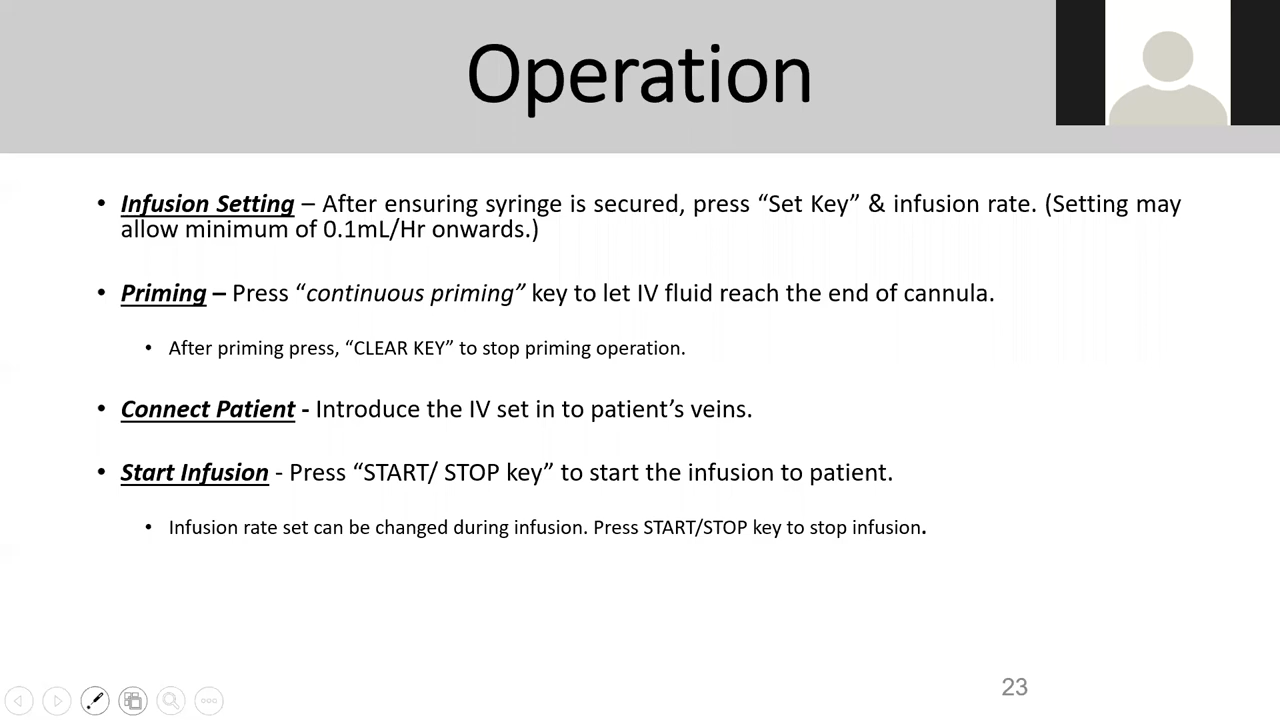 Operation
• Infusion Setting – After ensuring syringe is secured, press “Set Key” & infusion rate. (Setting may
allow minimum of 0.1mL/Hr onwards.)
• Priming – Press “continuous priming” key to let IV fluid reach the end of cannula.
• After priming press, “CLEAR KEY” to stop priming operation.
• Connect Patient - Introduce the IV set in to patient’s veins.
• Start Infusion - Press “START/ STOP key” to start the infusion to patient.
• Infusion rate set can be changed during infusion. Press START/STOP key to stop infusion.
23